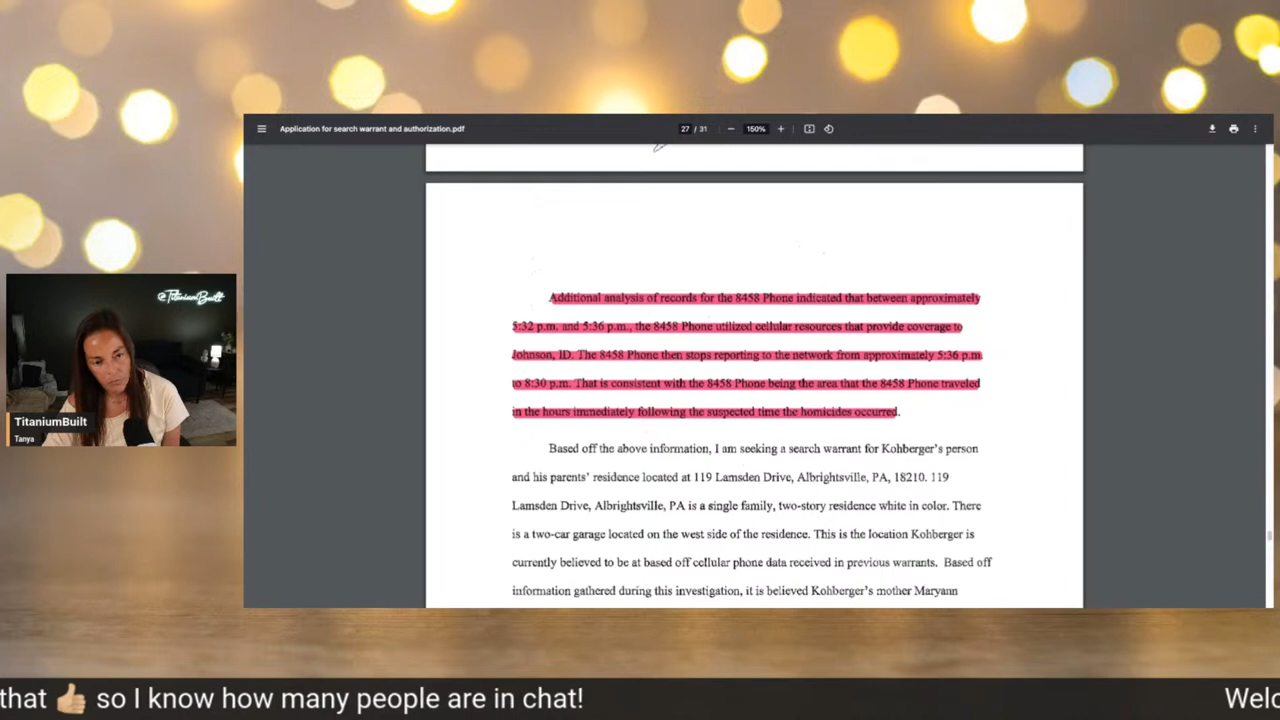 Application for search warrant and authorization.pdf
27 / 31
150%
Additional analysis of records for the 8458 Phone indicated that between approximately
5:32 p.m. and 5:36 p.m., the 8458 Phone utilized cellular resources that provide coverage to
Johnson, ID. The 8458 Phone then stops reporting to the network from approximately 5:36 p.m
to 8:30 p.m. That is consistent with the 8458 Phone being the area that the 8458 Phone traveled
in the hours immediately following the suspected time the homicides occurred.
Based off the above information, I am seeking a search warrant for Kohberger's person
and his parents' residence located at 119 Lamsden Drive, Albrightsville, PA, 18210. 119
Lamsden Drive, Albrightsville, PA is a single family, two-story residence white in color. There
is a two-car garage located on the west side of the residence. This is the location Kohberger is
currently believed to be at based off cellular phone data received in previous warrants. Based off
information gathered during this investigation, it is believed Kohberger's mother Maryann
@TitaniumBuilt
TitaniumBuilt
Tanya
that 👍🏼 so I know how many people are in chat!
Welc